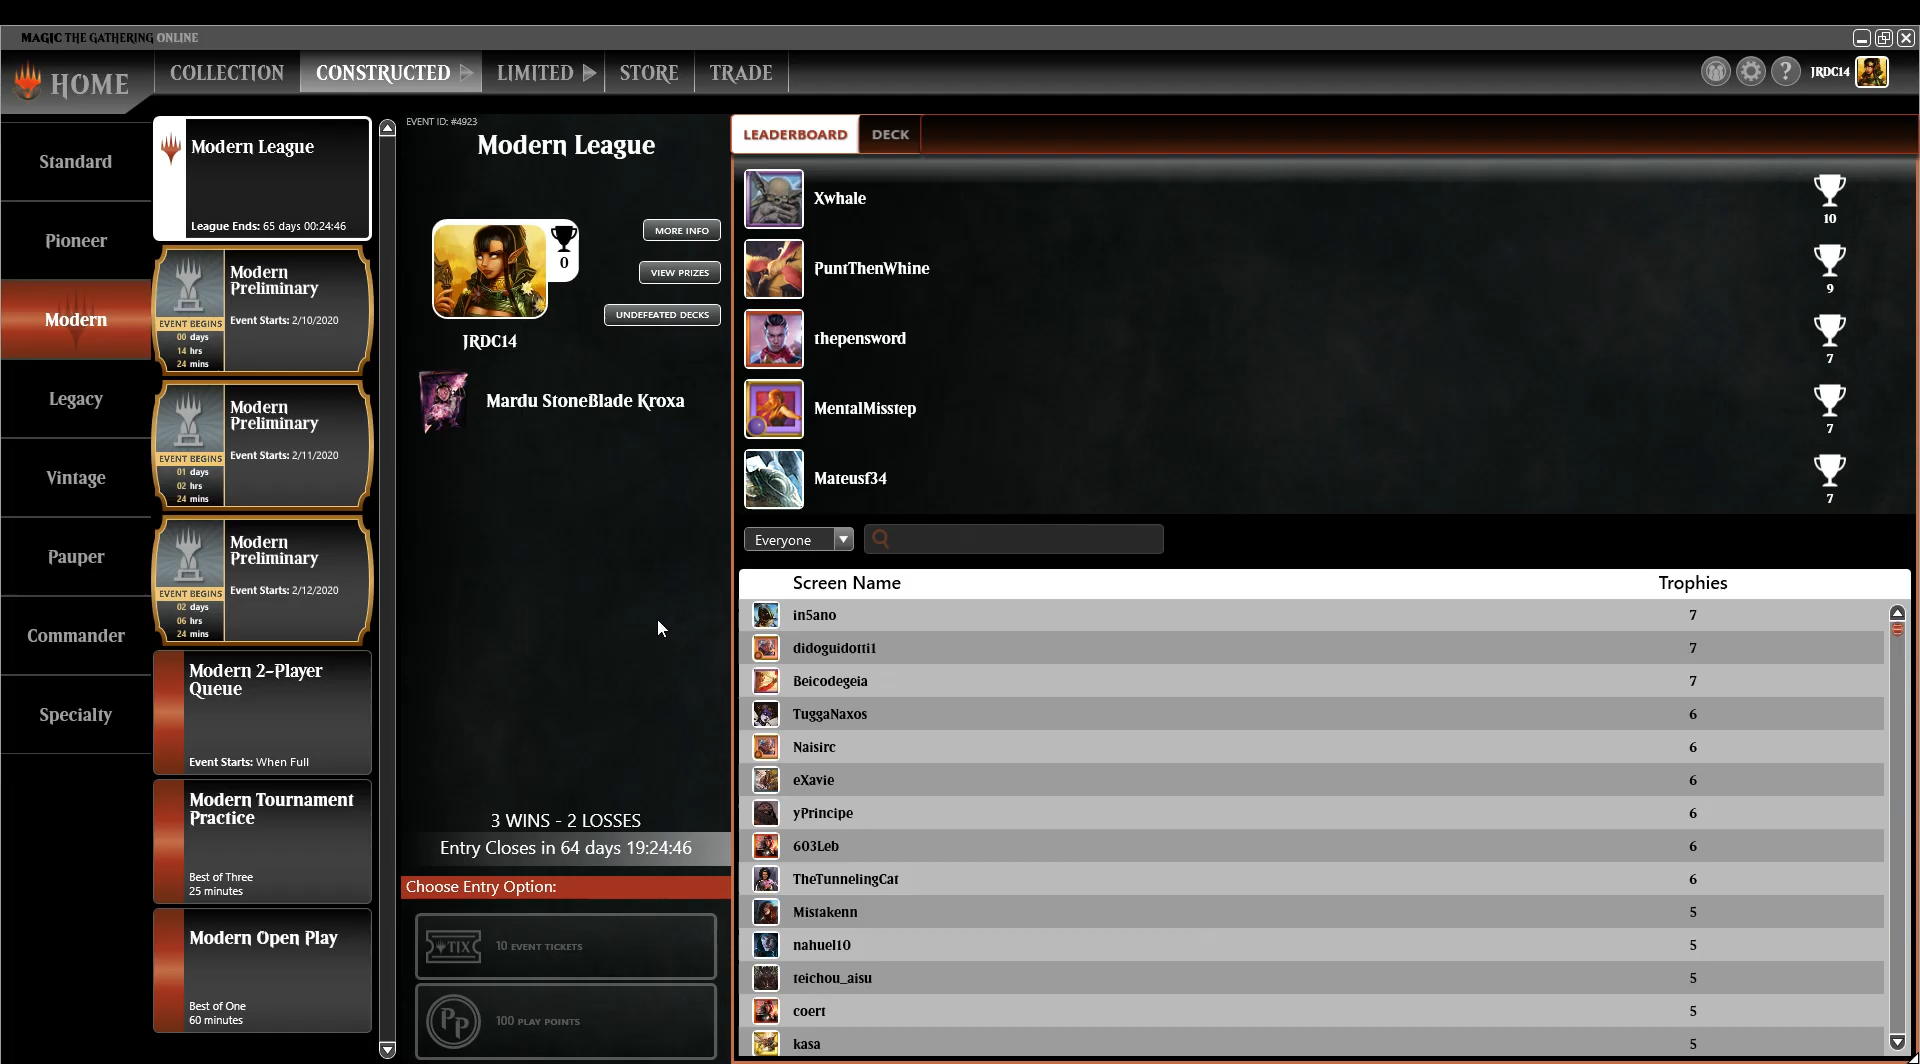 MAGIC THE GATHERING ONLINE
HOME
COLLECTION
CONSTRUCTED
LIMITED
STORE
TRADE
JRDC14
Standard
Pioneer
Modern
Legacy
Vintage
Pauper
Commander
Specialty
Modern League
League Ends: 65 days 00:24:46
Modern
Preliminary
Event Starts: 2/10/2020
EVENT BEGINS
00 days
14 hrs
24 mins
Modern
Preliminary
Event Starts: 2/11/2020
EVENT BEGINS
01 days
02 hrs
24 mins
Modern
Preliminary
Event Starts: 2/12/2020
EVENT BEGINS
02 days
06 hrs
24 mins
Modern 2-Player
Queue
Event Starts: When Full
Modern Tournament
Practice
Best of Three
25 minutes
Modern Open Play
Best of One
60 minutes
EVENT ID: #4923
Modern League
0
MORE INFO
VIEW PRIZES
UNDEFEATED DECKS
JRDC14
Mardu StoneBlade Kroxa
3 WINS - 2 LOSSES
Entry Closes in 64 days 19:24:46
Choose Entry Option:
TIX
10 EVENT TICKETS
PP
100 PLAY POINTS
LEADERBOARD
DECK
Xwhale
10
PuntThenWhine
9
thepensword
7
MentalMisstep
7
Mateusf34
7
Everyone
Screen Name Trophies
in5ano 7
didoguidotti1 7
Beicodegeia 7
TuggaNaxos 6
Naisirc 6
eXavie 6
yPrincipe 6
603Leb 6
TheTunnelingCat 6
Mistakenn 5
nahuel10 5
teichou_aisu 5
coert 5
kasa 5